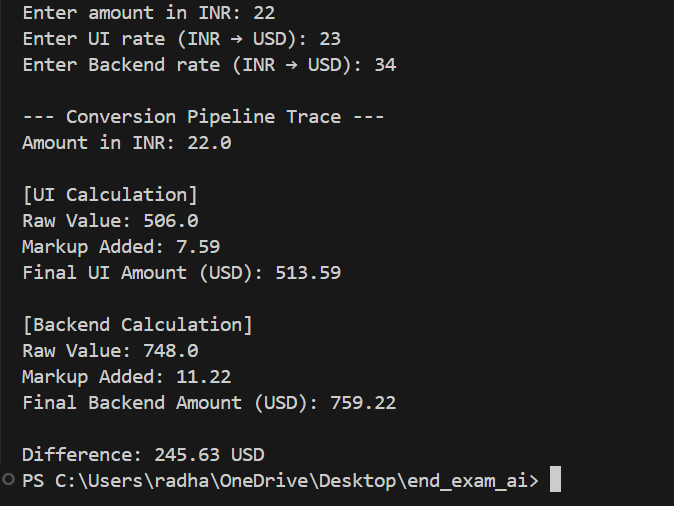 Enter amount in INR: 22
Enter UI rate (INR → USD): 23
Enter Backend rate (INR → USD): 34
--- Conversion Pipeline Trace ---
Amount in INR: 22.0
[UI Calculation]
Raw Value: 506.0
Markup Added: 7.59
Final UI Amount (USD): 513.59
[Backend Calculation]
Raw Value: 748.0
Markup Added: 11.22
Final Backend Amount (USD): 759.22
Difference: 245.63 USD
PS C:\Users\radha\OneDrive\Desktop\end_exam_ai>